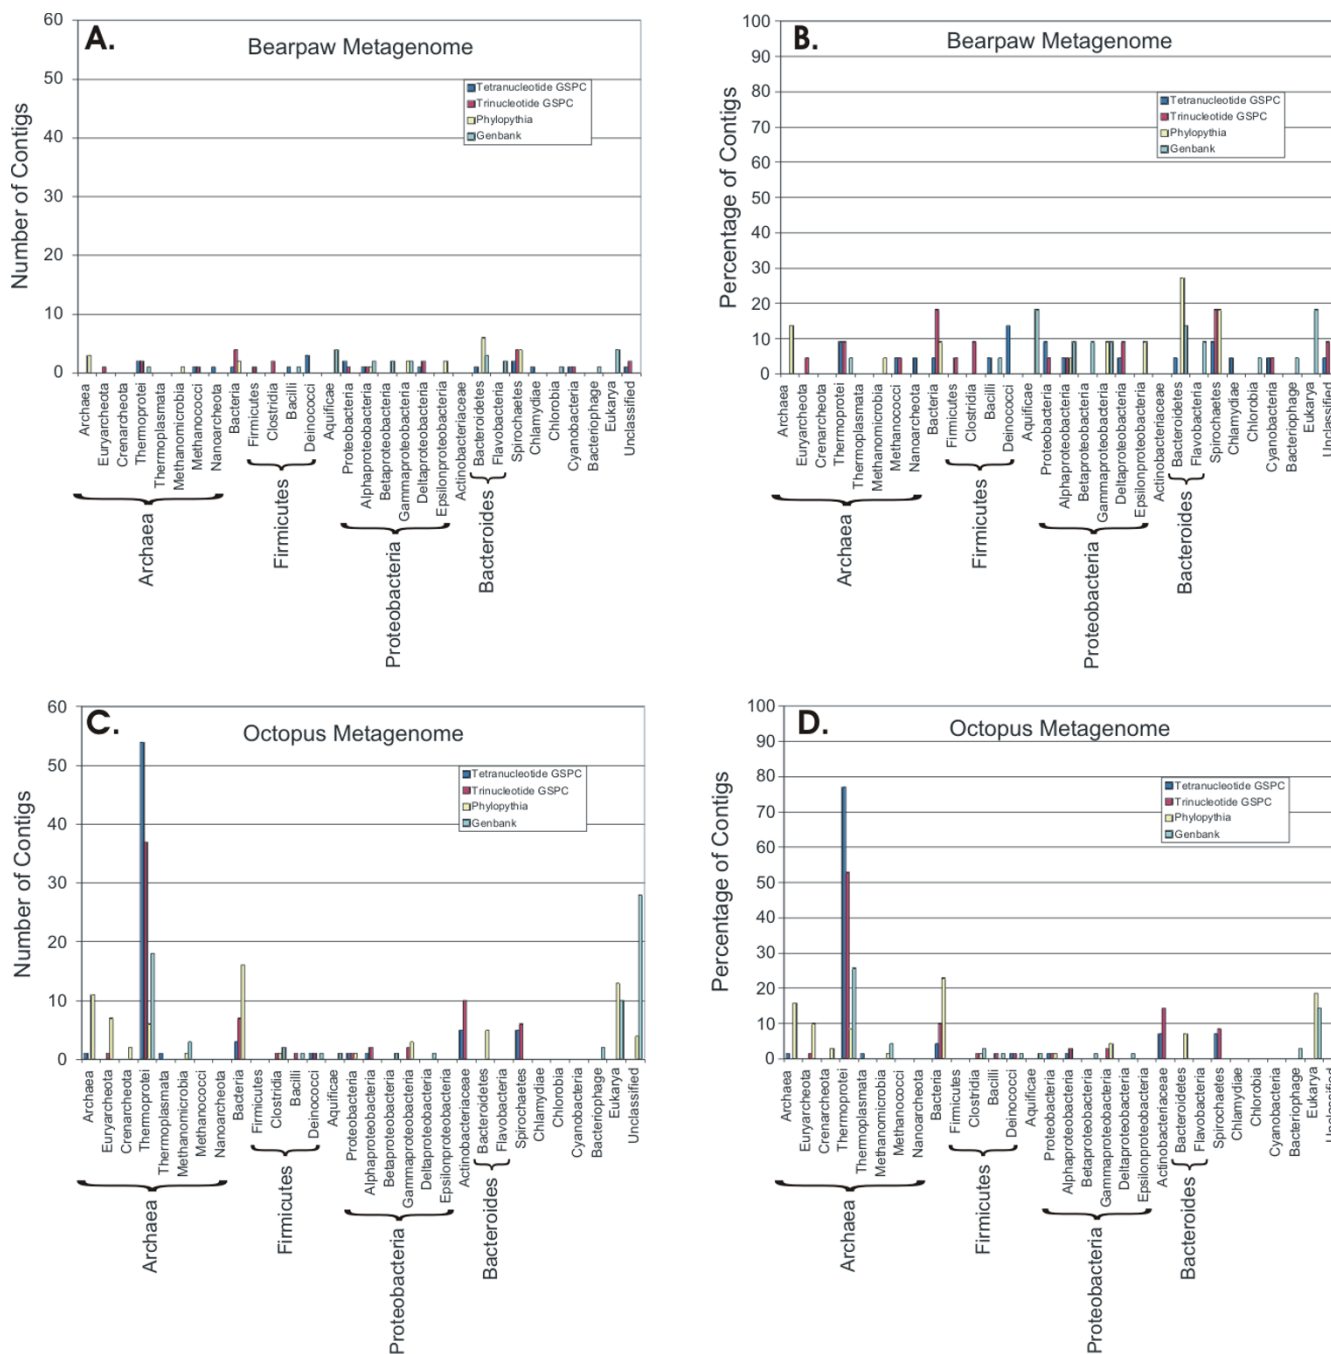 A.
Bearpaw Metagenome
Number of Contigs
60
50
40
30
20
10
0
Tetranucleotide GSPC
Trinucleotide GSPC
Phylopythia
Genbank
Archaea
Euryarcheota
Crenarcheota
Thermoprotei
Thermoplasmata
Methanomicrobia
Methanococci
Nanoarcheota
Bacteria
Firmicutes
Clostridia
Bacilli
Deinococci
Aquificae
Proteobacteria
Alphaproteobacteria
Betaproteobacteria
Gammaproteobacteria
Deltaproteobacteria
Epsilonproteobacteria
Actinobacteriaceae
Bacteroidetes
Flavobacteria
Spirochaetes
Chlamydiae
Chlorobia
Cyanobacteria
Bacteriophage
Eukarya
Unclassified
Archaea
Firmicutes
Proteobacteria
Bacteroides
B.
Bearpaw Metagenome
Percentage of Contigs
100
90
80
70
60
50
40
30
20
10
0
Tetranucleotide GSPC
Trinucleotide GSPC
Phylopythia
Genbank
Archaea
Euryarcheota
Crenarcheota
Thermoprotei
Thermoplasmata
Methanomicrobia
Methanococci
Nanoarcheota
Bacteria
Firmicutes
Clostridia
Bacilli
Deinococci
Aquificae
Proteobacteria
Alphaproteobacteria
Betaproteobacteria
Gammaproteobacteria
Deltaproteobacteria
Epsilonproteobacteria
Actinobacteriaceae
Bacteroidetes
Flavobacteria
Spirochaetes
Chlamydiae
Chlorobia
Cyanobacteria
Bacteriophage
Eukarya
Unclassified
Archaea
Firmicutes
Proteobacteria
Bacteroides
C.
Octopus Metagenome
Number of Contigs
60
50
40
30
20
10
0
Tetranucleotide GSPC
Trinucleotide GSPC
Phylopythia
Genbank
Archaea
Euryarcheota
Crenarcheota
Thermoprotei
Thermoplasmata
Methanomicrobia
Methanococci
Nanoarcheota
Bacteria
Firmicutes
Clostridia
Bacilli
Deinococci
Aquificae
Proteobacteria
Alphaproteobacteria
Betaproteobacteria
Gammaproteobacteria
Deltaproteobacteria
Epsilonproteobacteria
Actinobacteriaceae
Bacteroidetes
Flavobacteria
Spirochaetes
Chlamydiae
Chlorobia
Cyanobacteria
Bacteriophage
Eukarya
Unclassified
Archaea
Firmicutes
Proteobacteria
Bacteroides
D.
Octopus Metagenome
Percentage of Contigs
100
90
80
70
60
50
40
30
20
10
0
Tetranucleotide GSPC
Trinucleotide GSPC
Phylopythia
Genbank
Archaea
Euryarcheota
Crenarcheota
Thermoprotei
Thermoplasmata
Methanomicrobia
Methanococci
Nanoarcheota
Bacteria
Firmicutes
Clostridia
Bacilli
Deinococci
Aquificae
Proteobacteria
Alphaproteobacteria
Betaproteobacteria
Gammaproteobacteria
Deltaproteobacteria
Epsilonproteobacteria
Actinobacteriaceae
Bacteroidetes
Flavobacteria
Spirochaetes
Chlamydiae
Chlorobia
Cyanobacteria
Bacteriophage
Eukarya
Archaea
Firmicutes
Proteobacteria
Bacteroides